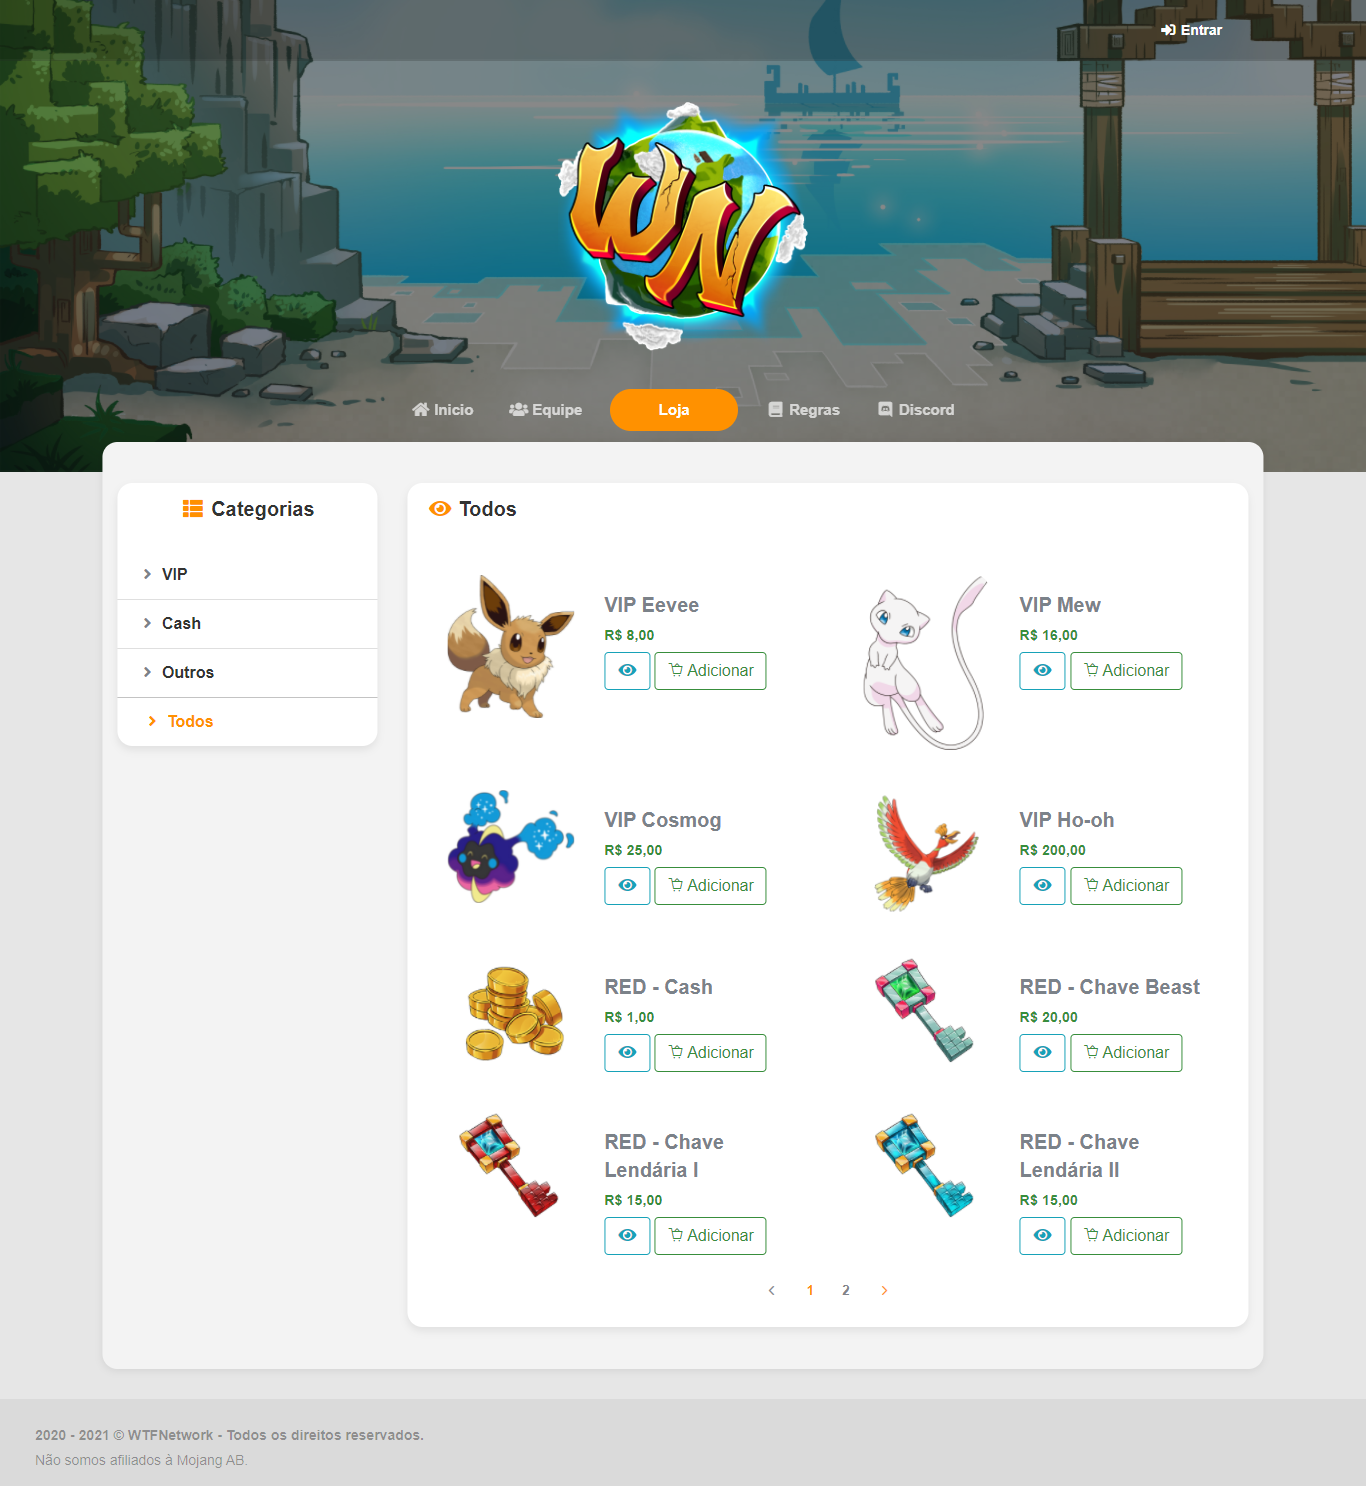 Entrar
WN
Inicio
Equipe
Loja
Regras
Discord
Categorias
VIP
Cash
Outros
Todos
Todos
VIP Eevee
R$ 8,00
Adicionar
VIP Mew
R$ 16,00
Adicionar
VIP Cosmog
R$ 25,00
Adicionar
VIP Ho-oh
R$ 200,00
Adicionar
RED - Cash
R$ 1,00
Adicionar
RED - Chave Beast
R$ 20,00
Adicionar
RED - Chave
Lendária I
R$ 15,00
Adicionar
RED - Chave
Lendária II
R$ 15,00
Adicionar
1 2
2020 - 2021 © WTFNetwork - Todos os direitos reservados.
Não somos afiliados à Mojang AB.